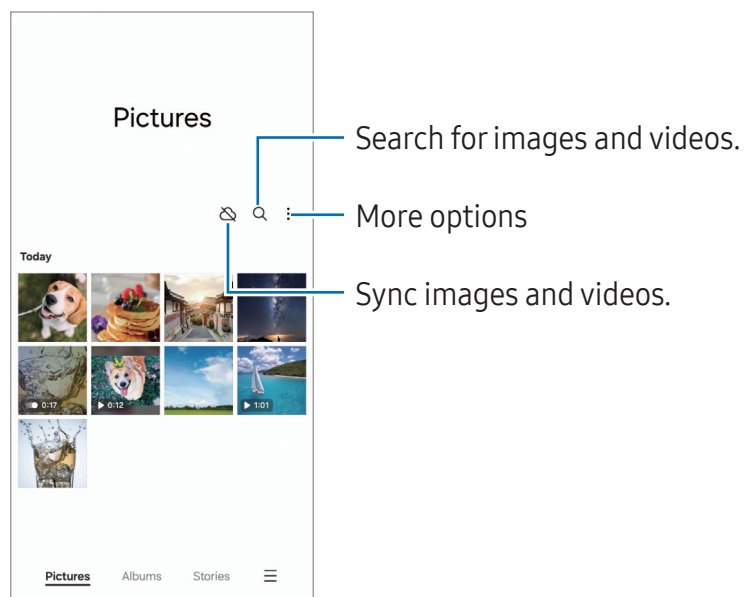 Pictures
Search for images and videos.
More options
Today
Sync images and videos.
0:17
0:12
1:01
Pictures Albums Stories